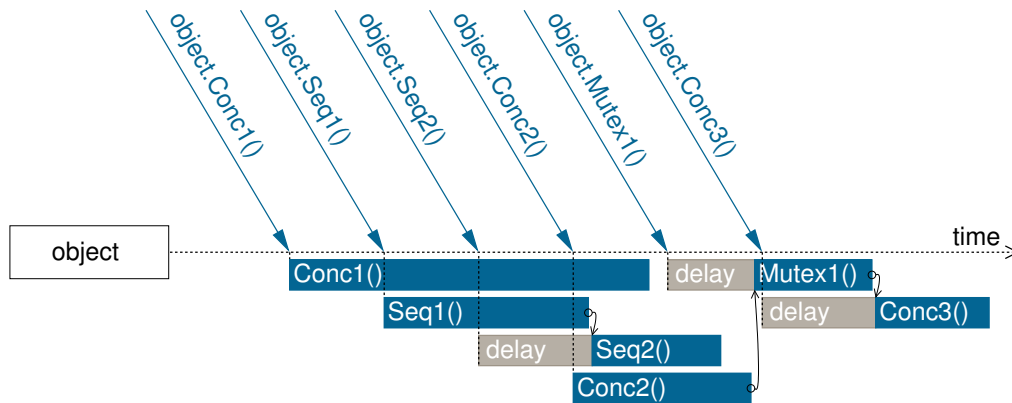 object.Conc1()
object.Seq1()
object.Seq2()
object.Conc2()
object.Mutex1()
object.Conc3()
object
time
Conc1()
delay
Mutex1()
Seq1()
delay
Conc3()
delay
Seq2()
Conc2()